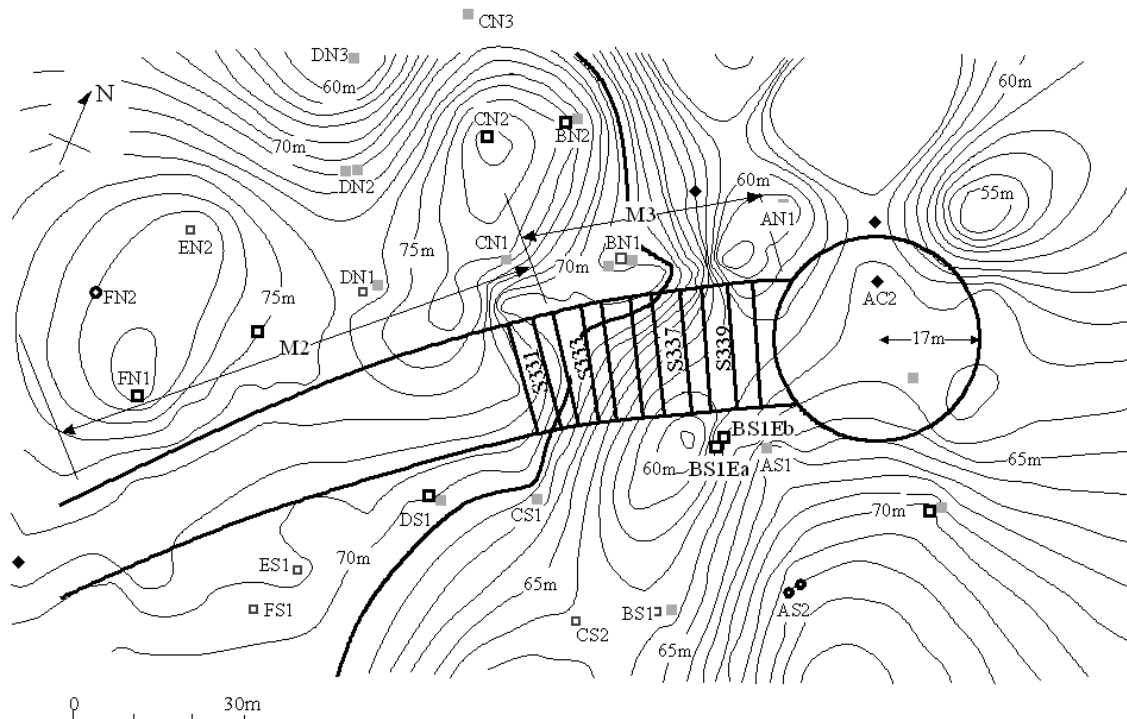 CN3
DN3
60m
N
CN2
BN2
70m
DN2
60m
55m
M3
AN1
EN2
75m
CN1
BN1
70m
DN1
75m
FN2
AC2
M2
S331
S333
S337
S339
17m
FN1
BS1Eb
60m
BS1Ea
AS1
65m
DS1
CS1
70m
70m
ES1
65m
FS1
BS1
AS2
CS2
65m
65m
0
30m